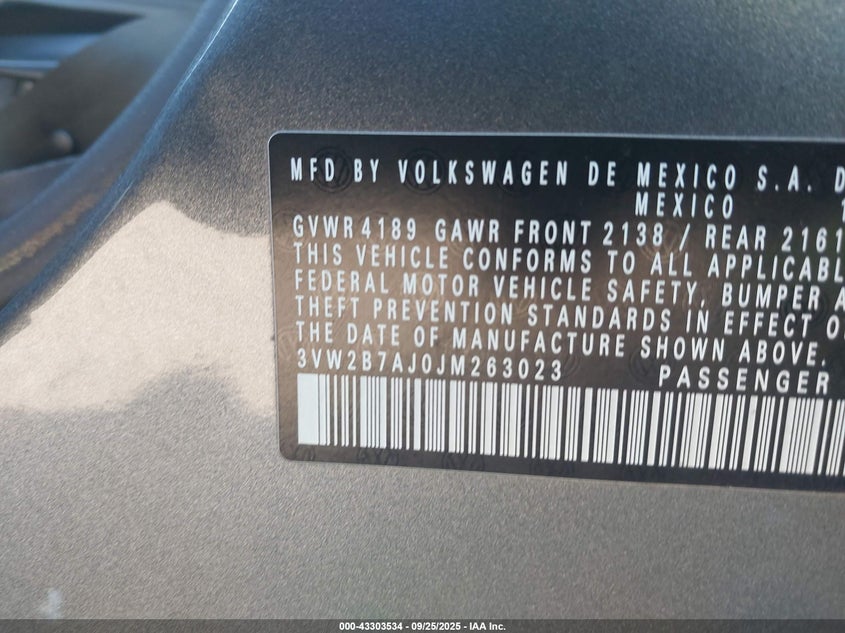 MFD BY VOLKSWAGEN DE MEXICO S.A. D
MEXICO 1
GVWR 4189 GAWR FRONT 2138 / REAR 2161
THIS VEHICLE CONFORMS TO ALL APPLICABL
FEDERAL MOTOR VEHICLE SAFETY, BUMPER A
THEFT PREVENTION STANDARDS IN EFFECT O
THE DATE OF MANUFACTURE SHOWN ABOVE.
3VW2B7AJ0JM263023 PASSENGER
000-43303534 - 09/25/2025 - IAA Inc.